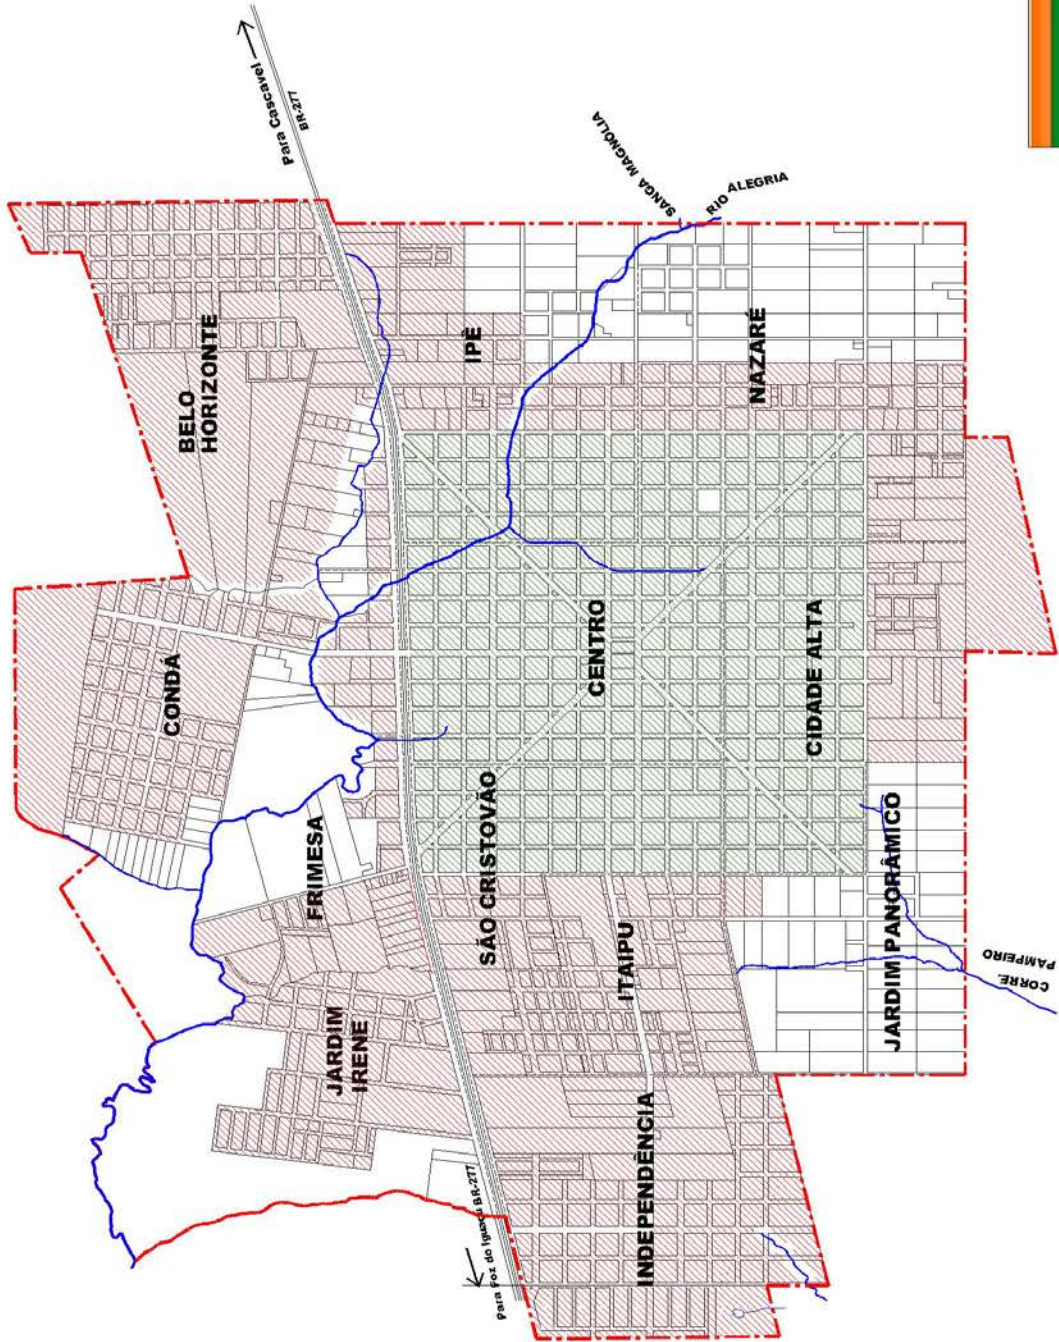 Para Cascavel
BR-277
SANGA MAGNÓLIA
RIO ALEGRIA
BELO
HORIZONTE
IPÊ
NAZARÉ
CONDÁ
CENTRO
CIDADE ALTA
FRIMESA
SÃO CRISTOVÃO
ITAIPU
JARDIM PANORÂMICO
CORRE.
PAMPEIRO
JARDIM
IRENE
INDEPENDÊNCIA
Para Foz do Iguaçu BR-277